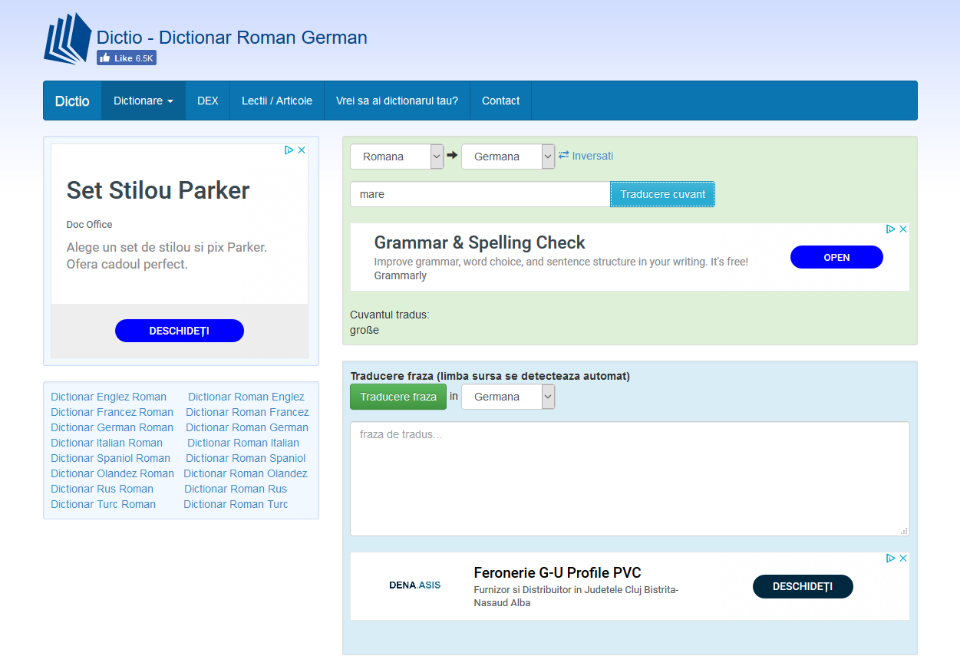 Dictio - Dictionar Roman German
Like 6.5K
Dictio Dictionare DEX Lectii / Articole Vrei sa ai dictionarul tau? Contact
Set Stilou Parker
Doc Office
Alege un set de stilou si pix Parker.
Ofera cadoul perfect.
DESCHIDEȚI
Dictionar Englez Roman Dictionar Roman Englez
Dictionar Francez Roman Dictionar Roman Francez
Dictionar German Roman Dictionar Roman German
Dictionar Italian Roman Dictionar Roman Italian
Dictionar Spaniol Roman Dictionar Roman Spaniol
Dictionar Olandez Roman Dictionar Roman Olandez
Dictionar Rus Roman Dictionar Roman Rus
Dictionar Turc Roman Dictionar Roman Turc
Romana Germana Inversati
mare Traducere cuvant
Grammar & Spelling Check
Improve grammar, word choice, and sentence structure in your writing. It's free!
Grammarly
OPEN
Cuvantul tradus:
große
Traducere fraza (limba sursa se detecteaza automat)
Traducere fraza in Germana
fraza de tradus...
DENA.ASIS
Feronerie G-U Profile PVC
Furnizor si Distribuitor in Judetele Cluj Bistrita-
Nasaud Alba
DESCHIDEȚI